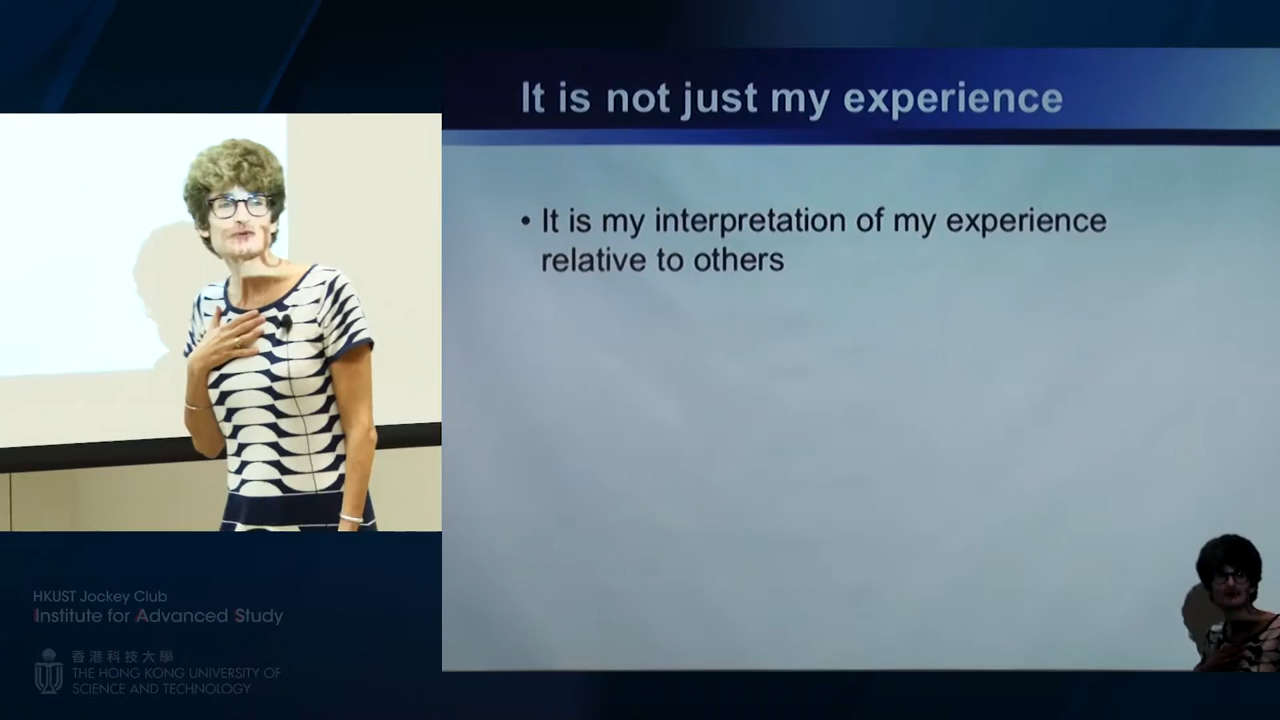 It is not just my experience
• It is my interpretation of my experience
relative to others
HKUST Jockey Club
Institute for Advanced Study
香港科技大學
THE HONG KONG UNIVERSITY OF
SCIENCE AND TECHNOLOGY